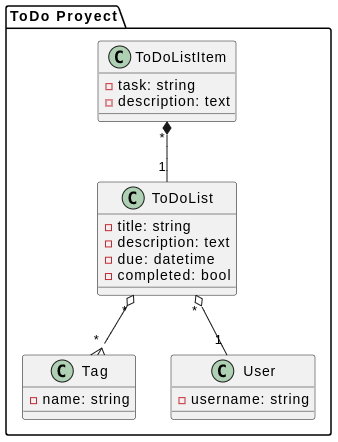 ToDo Proyect
C ToDoListItem
task: string
description: text
*
1
C ToDoList
title: string
description: text
due: datetime
completed: bool
* *
* 1
C Tag C User
name: string username: string